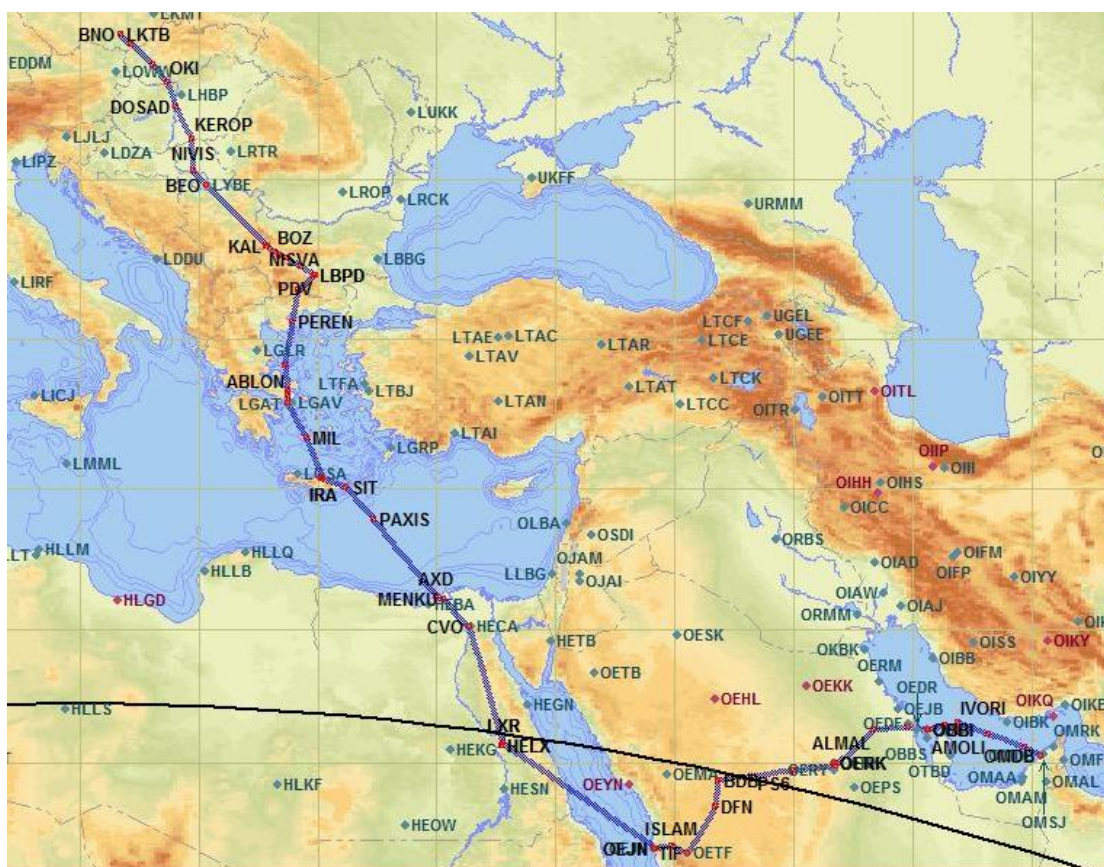 LKMT
BNO
LKTB
EDDM
LOWW
OKI
LHBP
DOSAD
LUKK
LJLJ
KEROP
LIPZ
LDZA
NIVIS
LRTR
BEO
LYBE
LROP
LRCK
UKFF
URMM
KAL
BOZ
LDDU
NISVA
LBBG
LBPD
LIRF
PDV
PEREN
LTAE
LTAC
LTAV
LTAR
LTCF
UGEL
LTCE
UGEE
LGLR
ABLON
LTFA
LTBJ
LGAT
LGAV
LTAN
LTAT
LTCK
LTCC
OITR
OITT
OITL
LICJ
MIL
LTAI
LGRP
LMML
LGSA
IRA
SIT
OIIP
OIII
OIHH
OIHS
OICC
PAXIS
OLBA
OSDI
ORBS
HLLM
HLLQ
HLLB
OJAM
LLBG
OJAI
OIAD
OIFM
OIFP
OIYY
AXD
MENKU
HEBA
HLGD
OIAW
OIAJ
ORMM
CVO
HECA
HETB
OESK
OISS
OIKY
OKBK
OIBB
OERM
OETB
OEHL
OEKK
OEDR
OEJB
HLLS
HEGN
IVORI
OIKQ
OIBK
OMRK
LXR
HELX
HEKG
OEDF
OBBI
ALMAL
AMOLI
OBBS
OTBD
OMDB
OERK
OERY
OEMA
OEYN
BDB
PSS
OEPS
OMAA
OMAM
OMAL
OMSJ
HLKF
HESN
HEOW
DFN
ISLAM
OEJN
TIF
OETF